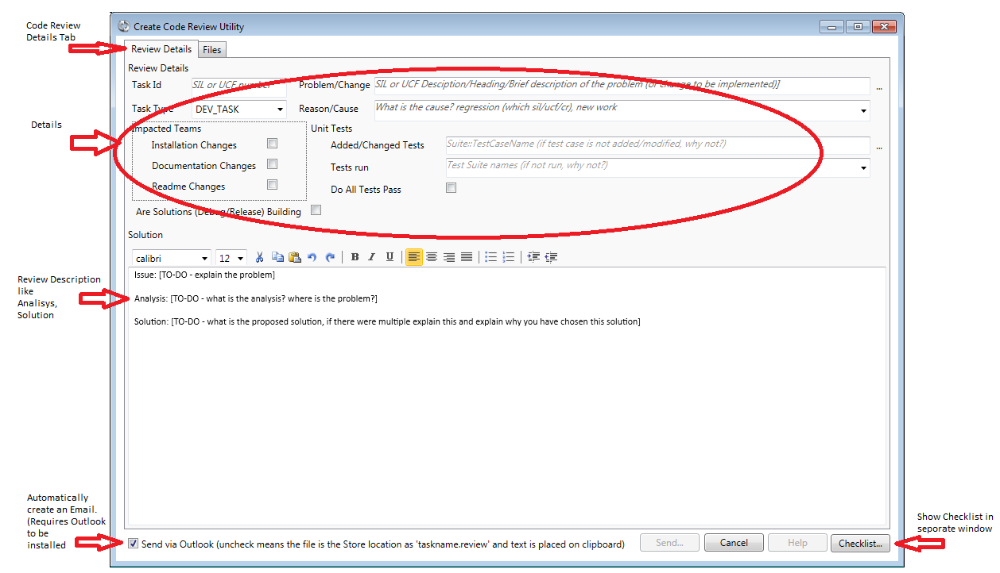 Code Review
Details Tab
Create Code Review Utility
Review Details
Files
Review Details
Task Id
SIL or UCF number
Problem/Change
SIL or UCF Desciption/Heading/Brief description of the problem (or change to be implemented)]
...
Task Type
DEV_TASK
Reason/Cause
What is the cause? regression (which sil/ucf/cr), new work
Details
Impacted Teams
Installation Changes
Documentation Changes
Readme Changes
Unit Tests
Added/Changed Tests
Suite::TestCaseName (if test case is not added/modified, why not?)
...
Tests run
Test Suite names (if not run, why not?)
Do All Tests Pass
Are Solutions (Debug/Release) Building
Solution
calibri
12
B I U
Issue: [TO-DO - explain the problem]
Analysis: [TO-DO - what is the analysis? where is the problem?]
Solution: [TO-DO - what is the proposed solution, if there were multiple explain this and explain why you have chosen this solution]
Review Description
like
Analisys,
Solution
Automatically
create an Email.
(Requires Outlook
to be
installed
Send via Outlook (uncheck means the file is the Store location as 'taskname.review' and text is placed on clipboard)
Send...
Cancel
Help
Checklist...
Show Checklist in
seporate window